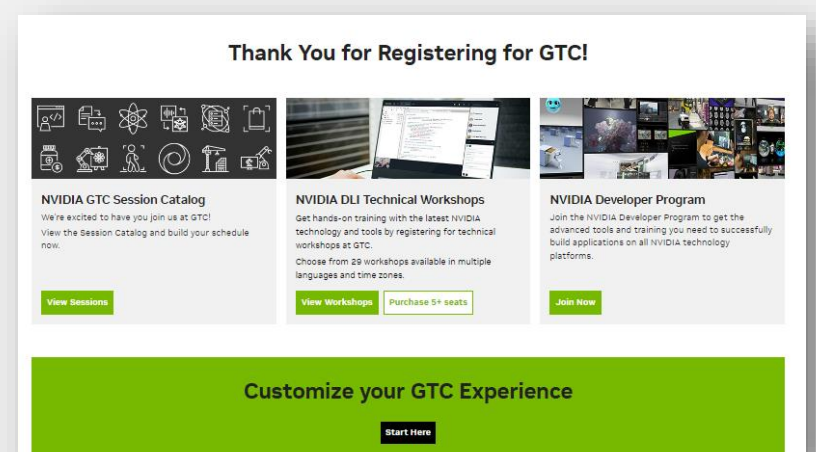 Thank You for Registering for GTC!
NVIDIA GTC Session Catalog
We're excited to have you join us at GTC!
View the Session Catalog and build your schedule
now.
View Sessions
NVIDIA DLI Technical Workshops
Get hands-on training with the latest NVIDIA
technology and tools by registering for technical
workshops at GTC.
Choose from 29 workshops available in multiple
languages and time zones.
View Workshops
Purchase 5+ seats
NVIDIA Developer Program
Join the NVIDIA Developer Program to get the
advanced tools and training you need to successfully
build applications on all NVIDIA technology
platforms.
Join Now
Customize your GTC Experience
Start Here